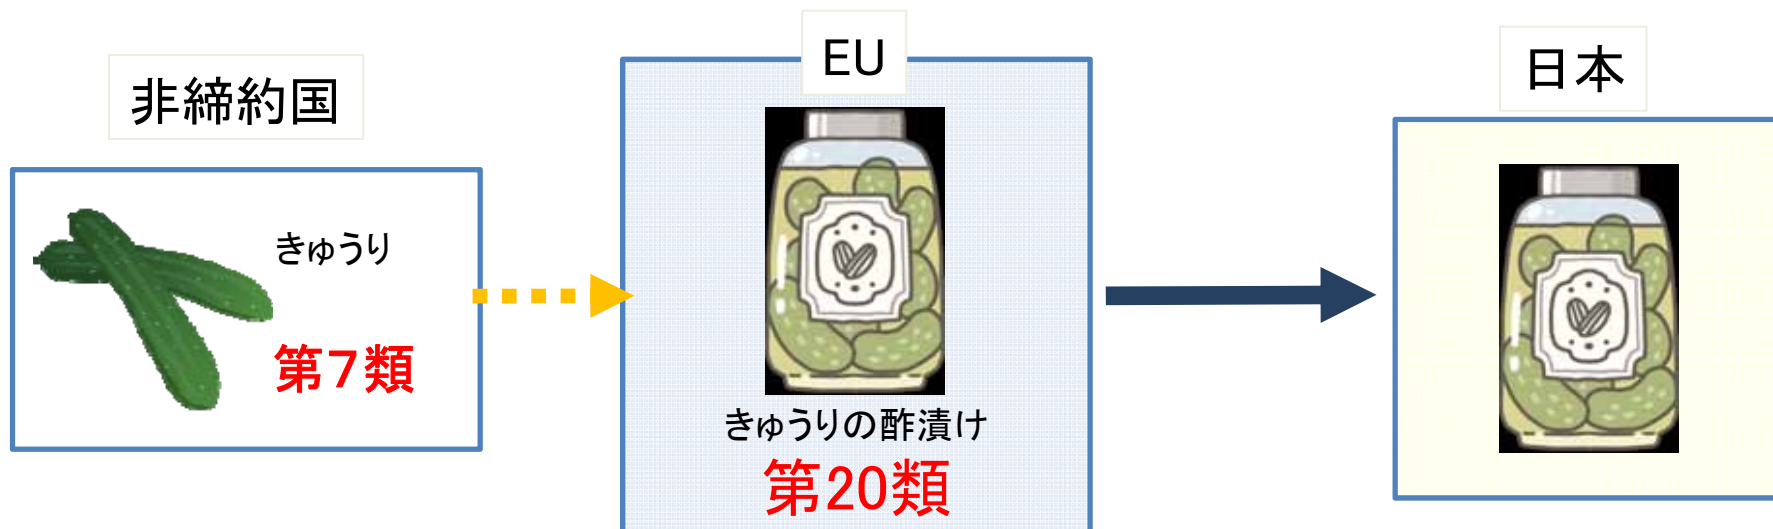 非締約国
きゅうり
第7類
EU
きゅうりの酢漬け
第20類
日本